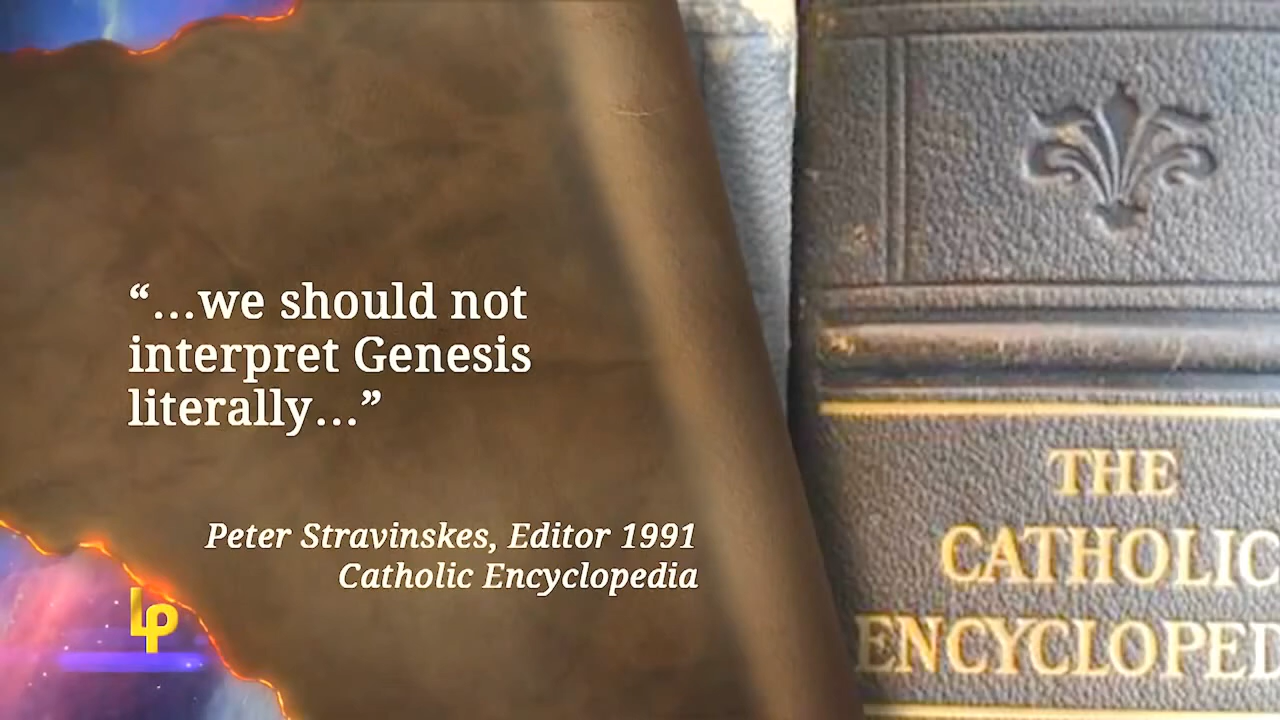 “…we should not
interpret Genesis
literally…”
Peter Stravinskes, Editor 1991
Catholic Encyclopedia
LP
THE
CATHOLIC
ENCYCLOPED